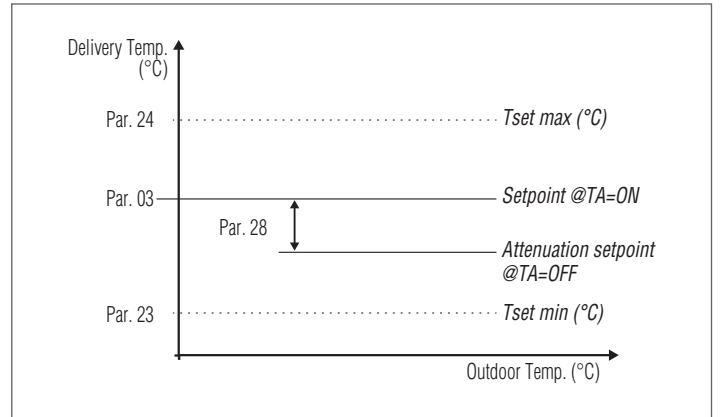 Delivery Temp.
(°C)
Par. 24
Tset max (°C)
Par. 03
Setpoint @TA=ON
Par. 28
Attenuation setpoint
@TA=OFF
Par. 23
Tset min (°C)
Outdoor Temp. (°C)